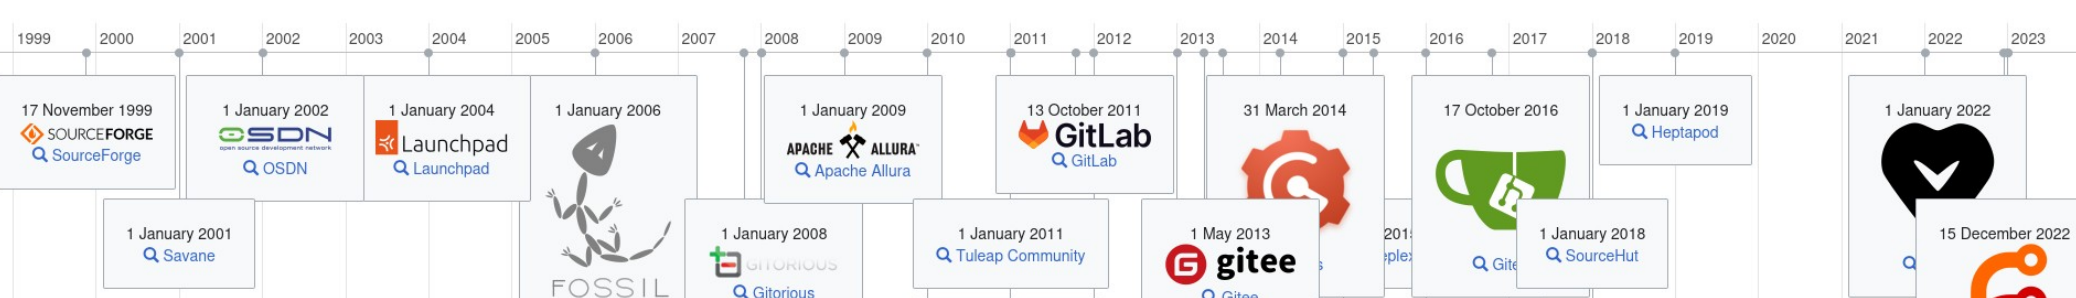 1999 2000 2001 2002 2003 2004 2005 2006 2007 2008 2009 2010 2011 2012 2013 2014 2015 2016 2017 2018 2019 2020 2021 2022 2023
17 November 1999
SOURCEFORGE
SourceForge
1 January 2002
OSDN
open source development network
OSDN
1 January 2004
Launchpad
Launchpad
1 January 2006
FOSSIL
1 January 2009
APACHE ALLURA™
Apache Allura
13 October 2011
GitLab
GitLab
31 March 2014
17 October 2016
1 January 2019
Heptapod
1 January 2022
1 January 2001
Savane
1 January 2008
GITORIOUS
Gitorious
1 January 2011
Tuleap Community
1 May 2013
G gitee
Gitee
1 January 2018
SourceHut
15 December 2022